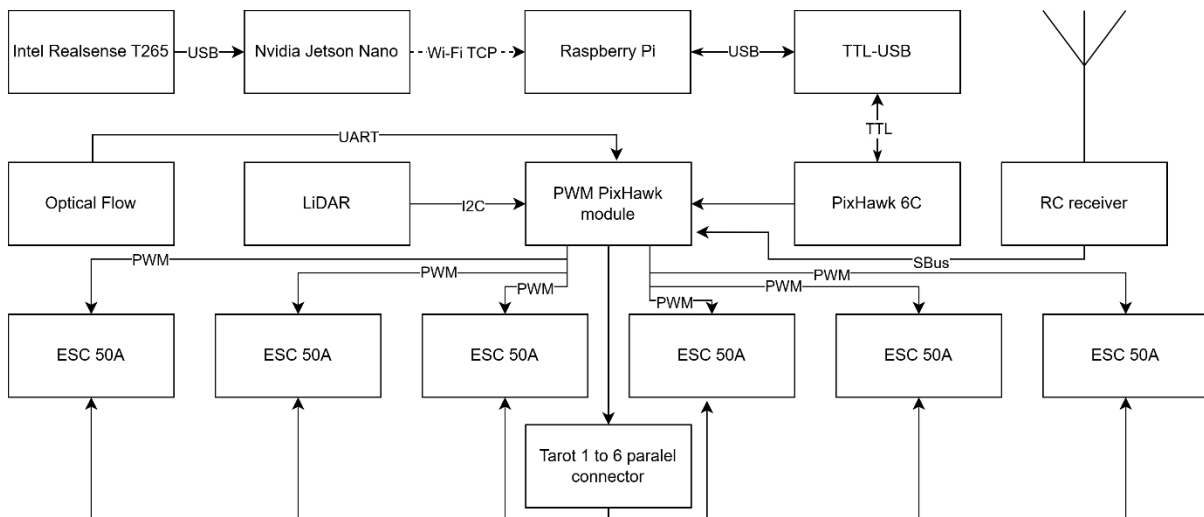 Intel Realsense T265
USB
Nvidia Jetson Nano
Wi-Fi TCP
Raspberry Pi
USB
TTL-USB
TTL
UART
Optical Flow
LiDAR
I2C
PWM PixHawk
module
PixHawk 6C
RC receiver
SBus
PWM
PWM
PWM
PWM
PWM
PWM
ESC 50A
ESC 50A
ESC 50A
ESC 50A
ESC 50A
ESC 50A
Tarot 1 to 6 paralel
connector